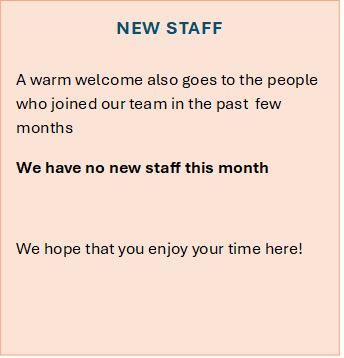 NEW STAFF
A warm welcome also goes to the people
who joined our team in the past few
months
We have no new staff this month
We hope that you enjoy your time here!